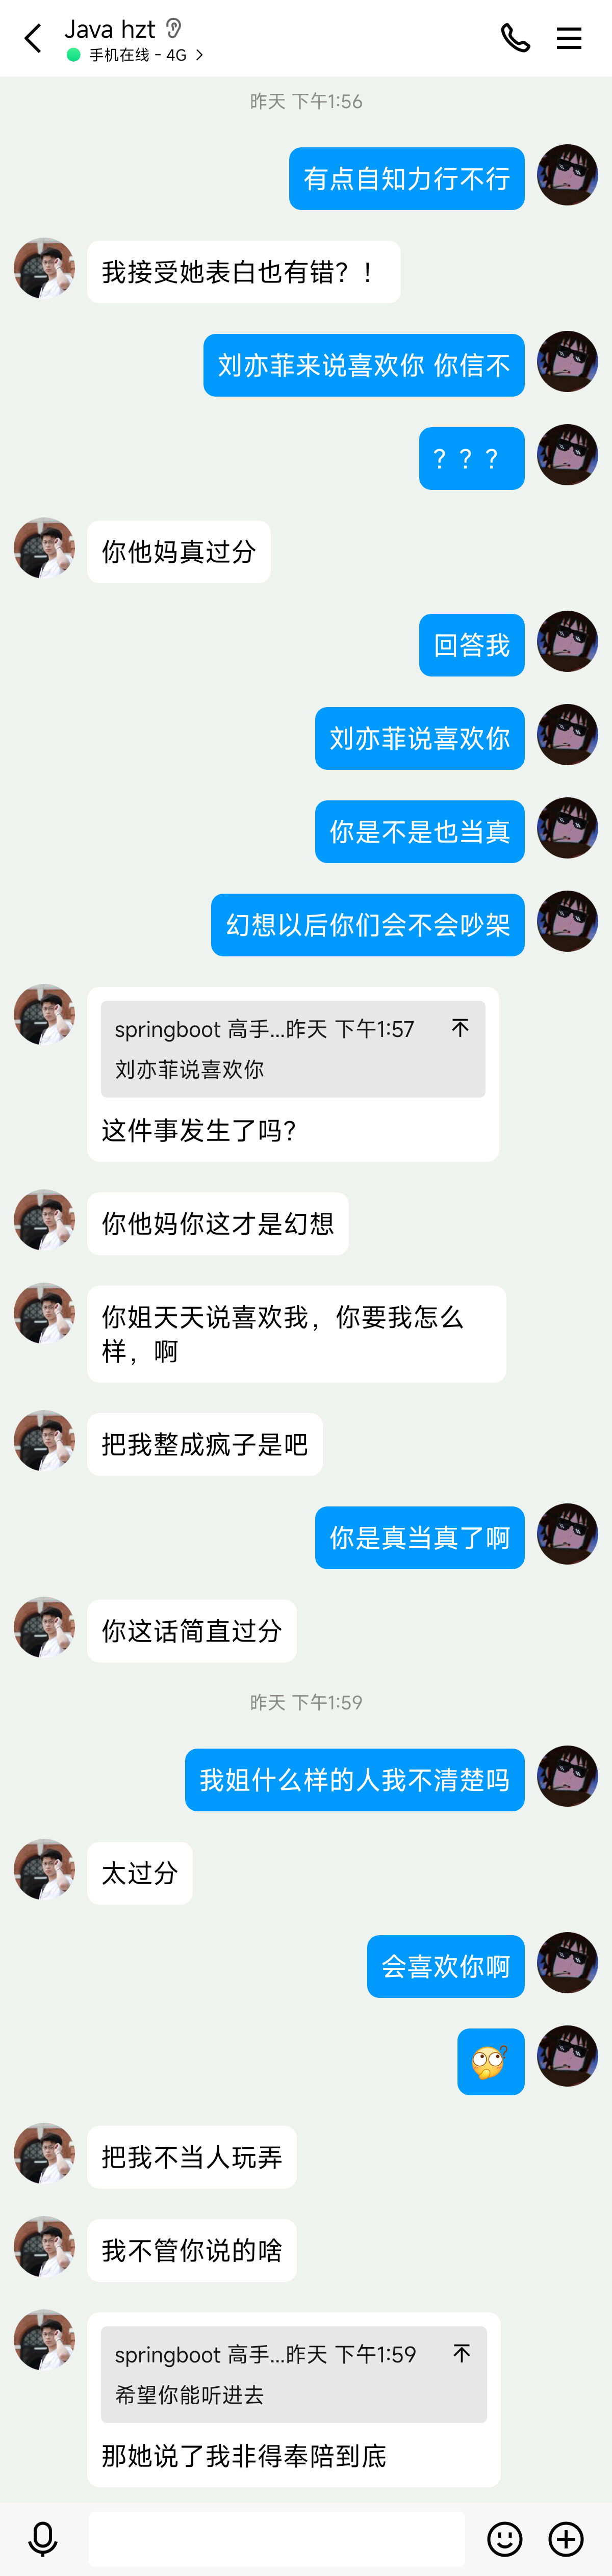 Java hzt
手机在线 - 4G >
昨天 下午1:56
有点自知力行不行
我接受她表白也有错？！
刘亦菲来说喜欢你 你信不
？？？
你他妈真过分
回答我
刘亦菲说喜欢你
你是不是也当真
幻想以后你们会不会吵架
springboot 高手...昨天 下午1:57
刘亦菲说喜欢你
这件事发生了吗？
你他妈你这才是幻想
你姐天天说喜欢我，你要我怎么
样，啊
把我整成疯子是吧
你是真当真了啊
你这话简直过分
昨天 下午1:59
我姐什么样的人我不清楚吗
太过分
会喜欢你啊
把我不当人玩弄
我不管你说的啥
springboot 高手...昨天 下午1:59
希望你能听进去
那她说了我非得奉陪到底